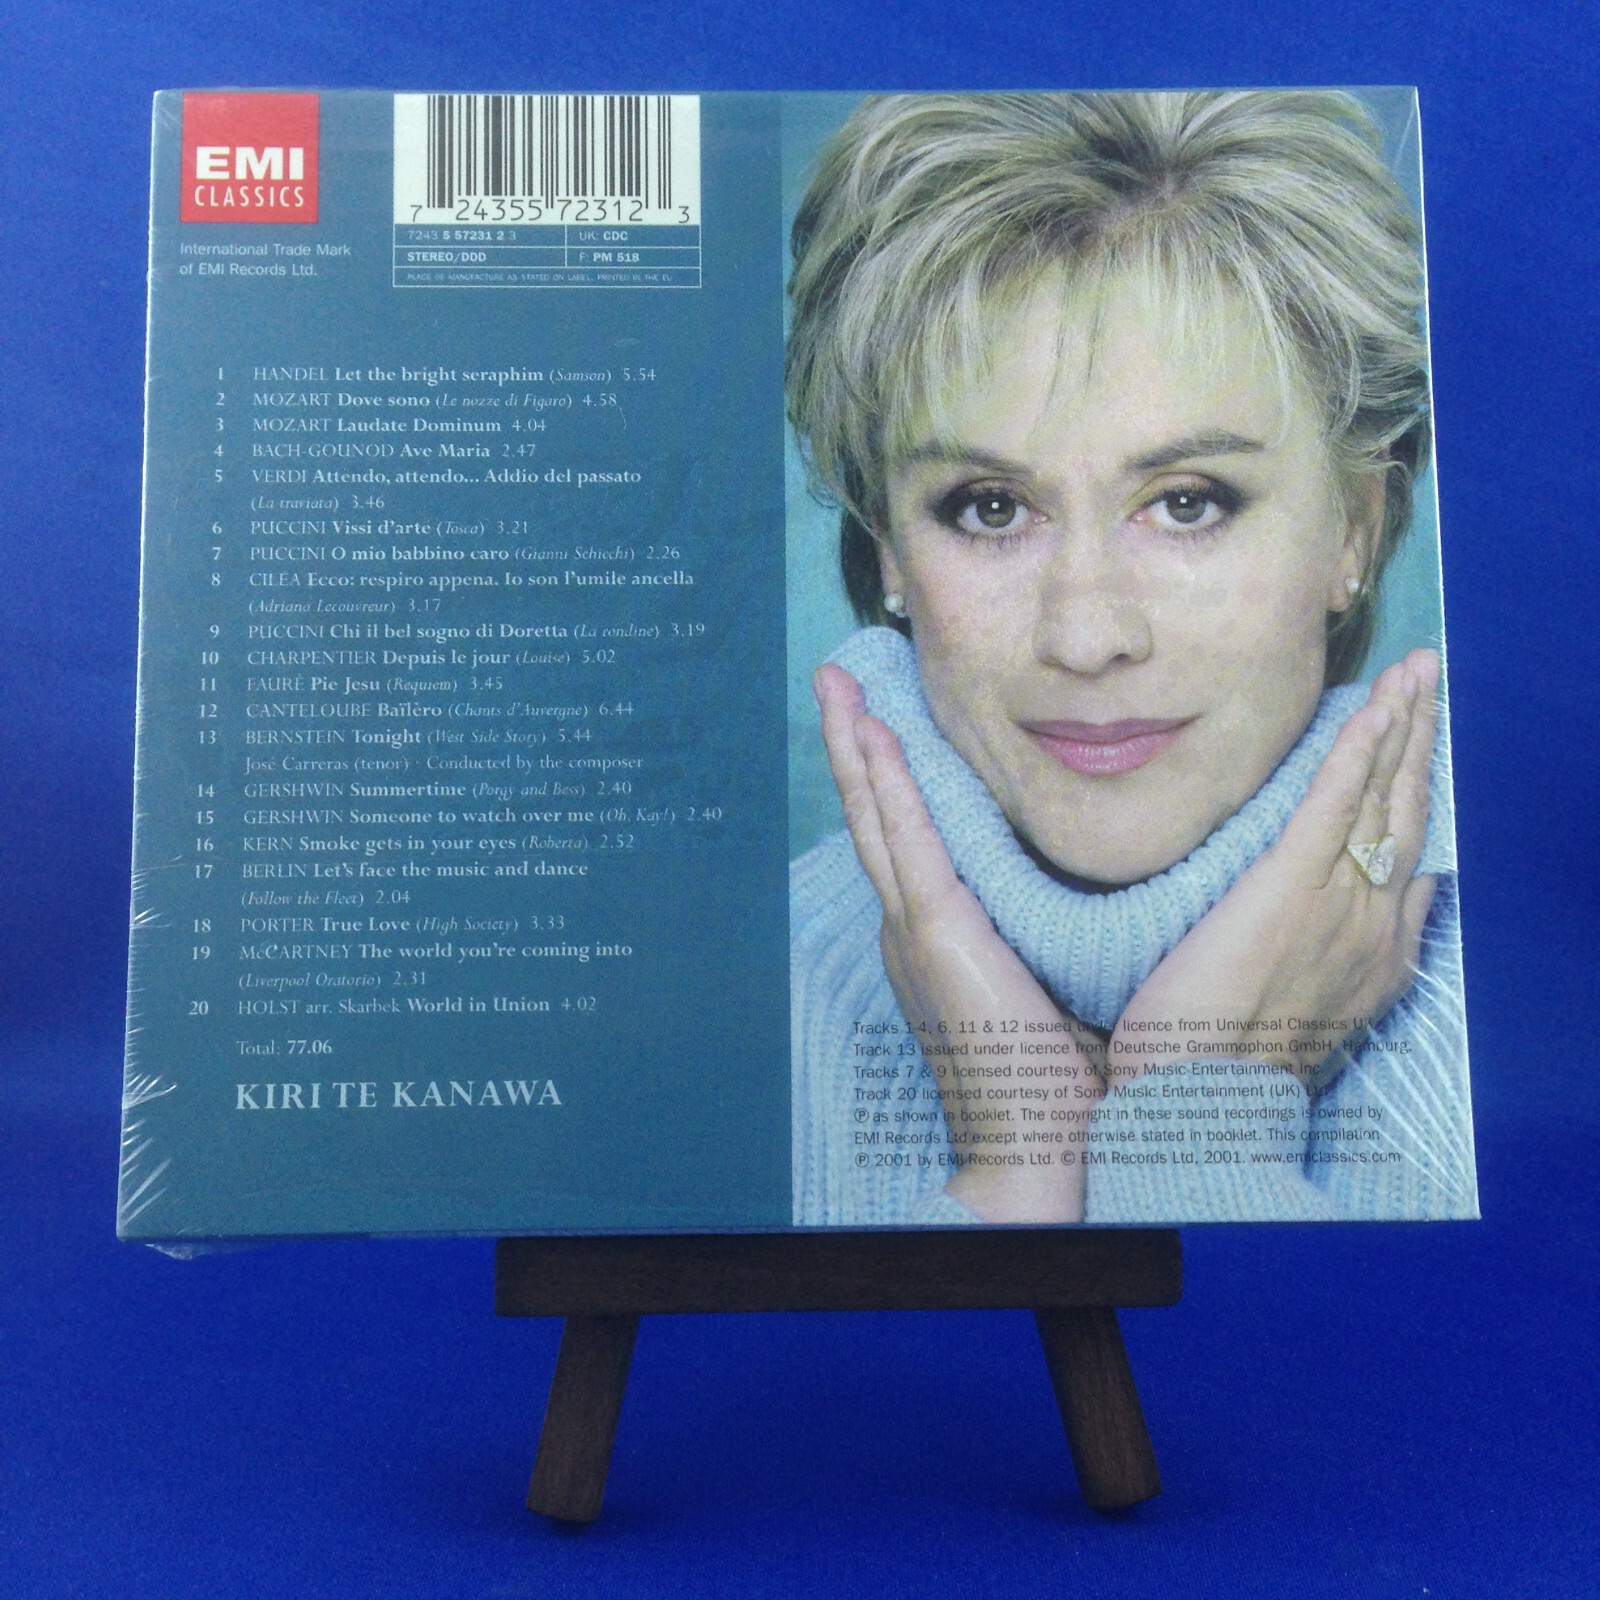 EMI
CLASSICS
International Trade Mark
of EMI Records Ltd.
7 24355 72312 3
7243 5 57231 2 3
UK: CDC
STEREO/DDD
F: PM 518
PLACE OF MANUFACTURE AS STATED ON LABEL. PRINTED IN THE EU
1 HANDEL Let the bright seraphim (Samson) 5.54
2 MOZART Dove sono (Le nozze di Figaro) 4.58
3 MOZART Laudate Dominum 4.04
4 BACH-GOUNOD Ave Maria 2.47
5 VERDI Attendo, attendo... Addio del passato
(La traviata) 3.46
6 PUCCINI Vissi d'arte (Tosca) 3.21
7 PUCCINI O mio babbino caro (Gianni Schicchi) 2.26
8 CILEA Ecco: respiro appena. Io son l'umile ancella
(Adriana Lecouvreur) 3.17
9 PUCCINI Chi il bel sogno di Doretta (La rondine) 3.19
10 CHARPENTIER Depuis le jour (Louise) 5.02
11 FAURÉ Pie Jesu (Requiem) 3.45
12 CANTELOUBE Baïlèro (Chants d'Auvergne) 6.44
13 BERNSTEIN Tonight (West Side Story) 5.44
José Carreras (tenor) · Conducted by the composer
14 GERSHWIN Summertime (Porgy and Bess) 2.40
15 GERSHWIN Someone to watch over me (Oh, Kay!) 2.40
16 KERN Smoke gets in your eyes (Roberta) 2.52
17 BERLIN Let's face the music and dance
(Follow the Fleet) 2.04
18 PORTER True Love (High Society) 3.33
19 McCARTNEY The world you're coming into
(Liverpool Oratorio) 2.31
20 HOLST arr. Skarbek World in Union 4.02
Total: 77.06
KIRI TE KANAWA
Tracks 1-4, 6, 11 & 12 issued under licence from Universal Classics UK.
Track 13 issued under licence from Deutsche Grammophon GmbH, Hamburg.
Tracks 7 & 9 licensed courtesy of Sony Music Entertainment Inc.
Track 20 licensed courtesy of Sony Music Entertainment (UK) Ltd.
℗ as shown in booklet. The copyright in these sound recordings is owned by
EMI Records Ltd except where otherwise stated in booklet. This compilation
℗ 2001 by EMI Records Ltd. © EMI Records Ltd, 2001. www.emiclassics.com